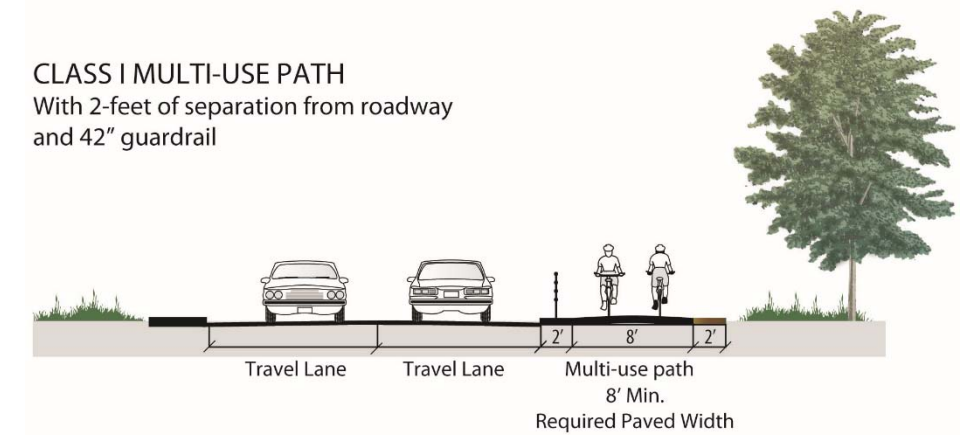 CLASS I MULTI-USE PATH
With 2-feet of separation from roadway
and 42” guardrail
2’ 8’ 2’
Travel Lane Travel Lane Multi-use path
8’ Min.
Required Paved Width